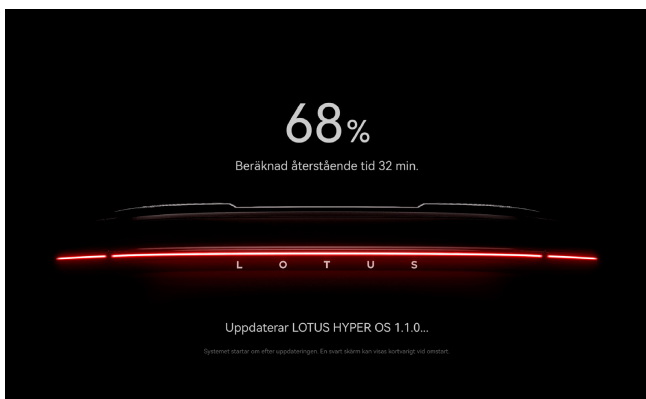 68%
Beräknad återstående tid 32 min.
LOTUS
Uppdaterar LOTUS HYPER OS 1.1.0...
Systemet startar om efter uppdateringen. En svart skärm kan visas kortvarigt vid omstart.